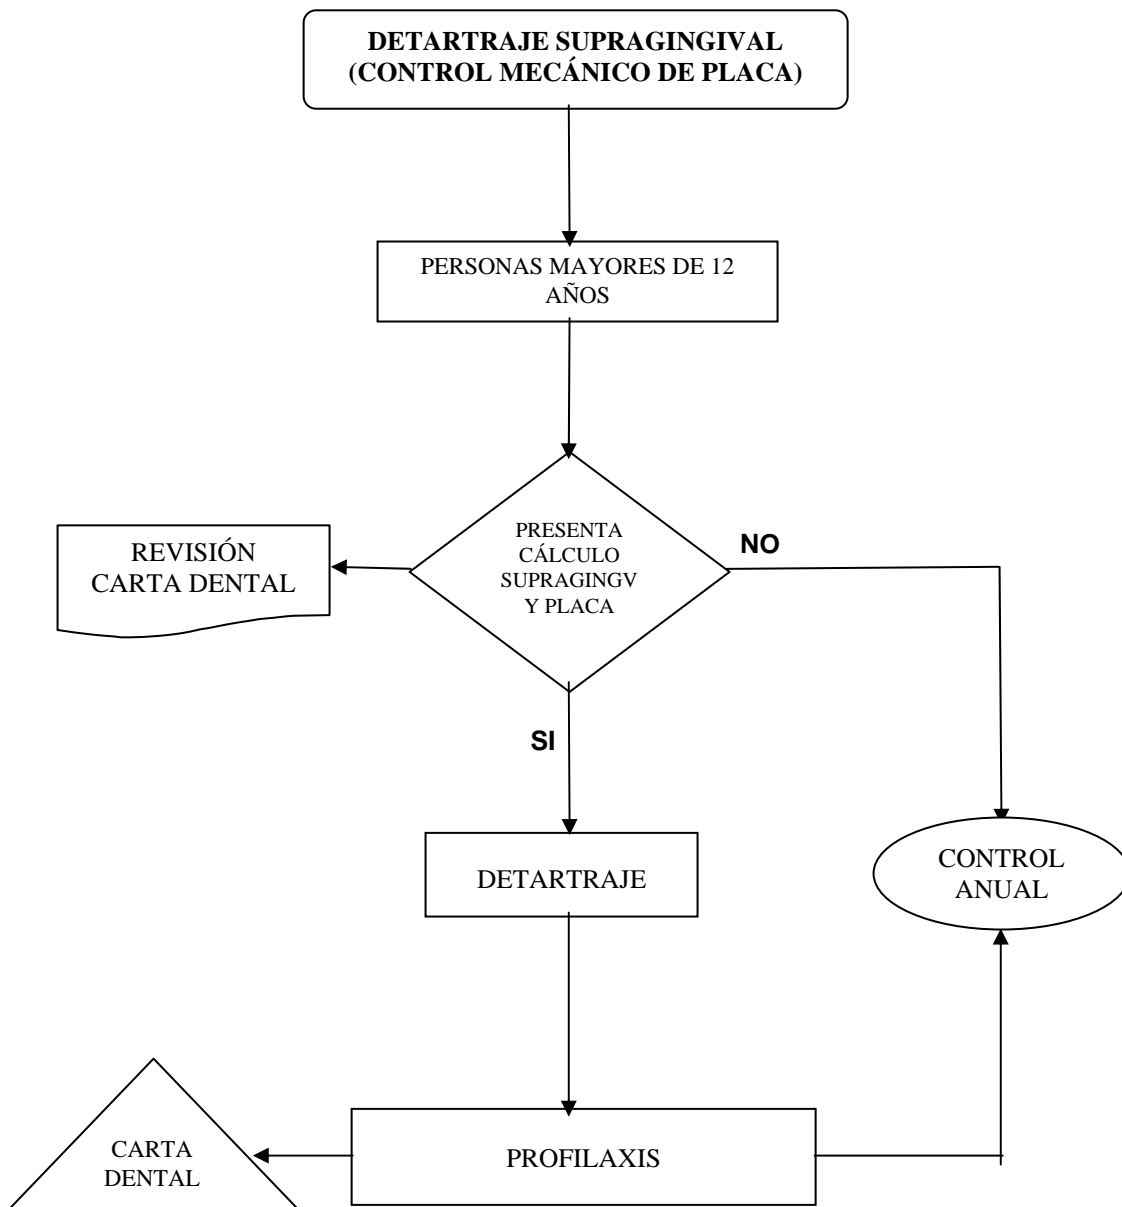 DETARTRAJE SUPRAGINGIVAL
(CONTROL MECÁNICO DE PLACA)
PERSONAS MAYORES DE 12
AÑOS
PRESENTA
CÁLCULO
SUPRAGINGV
Y PLACA
REVISIÓN
CARTA DENTAL
NO
SI
DETARTRAJE
CONTROL
ANUAL
PROFILAXIS
CARTA
DENTAL